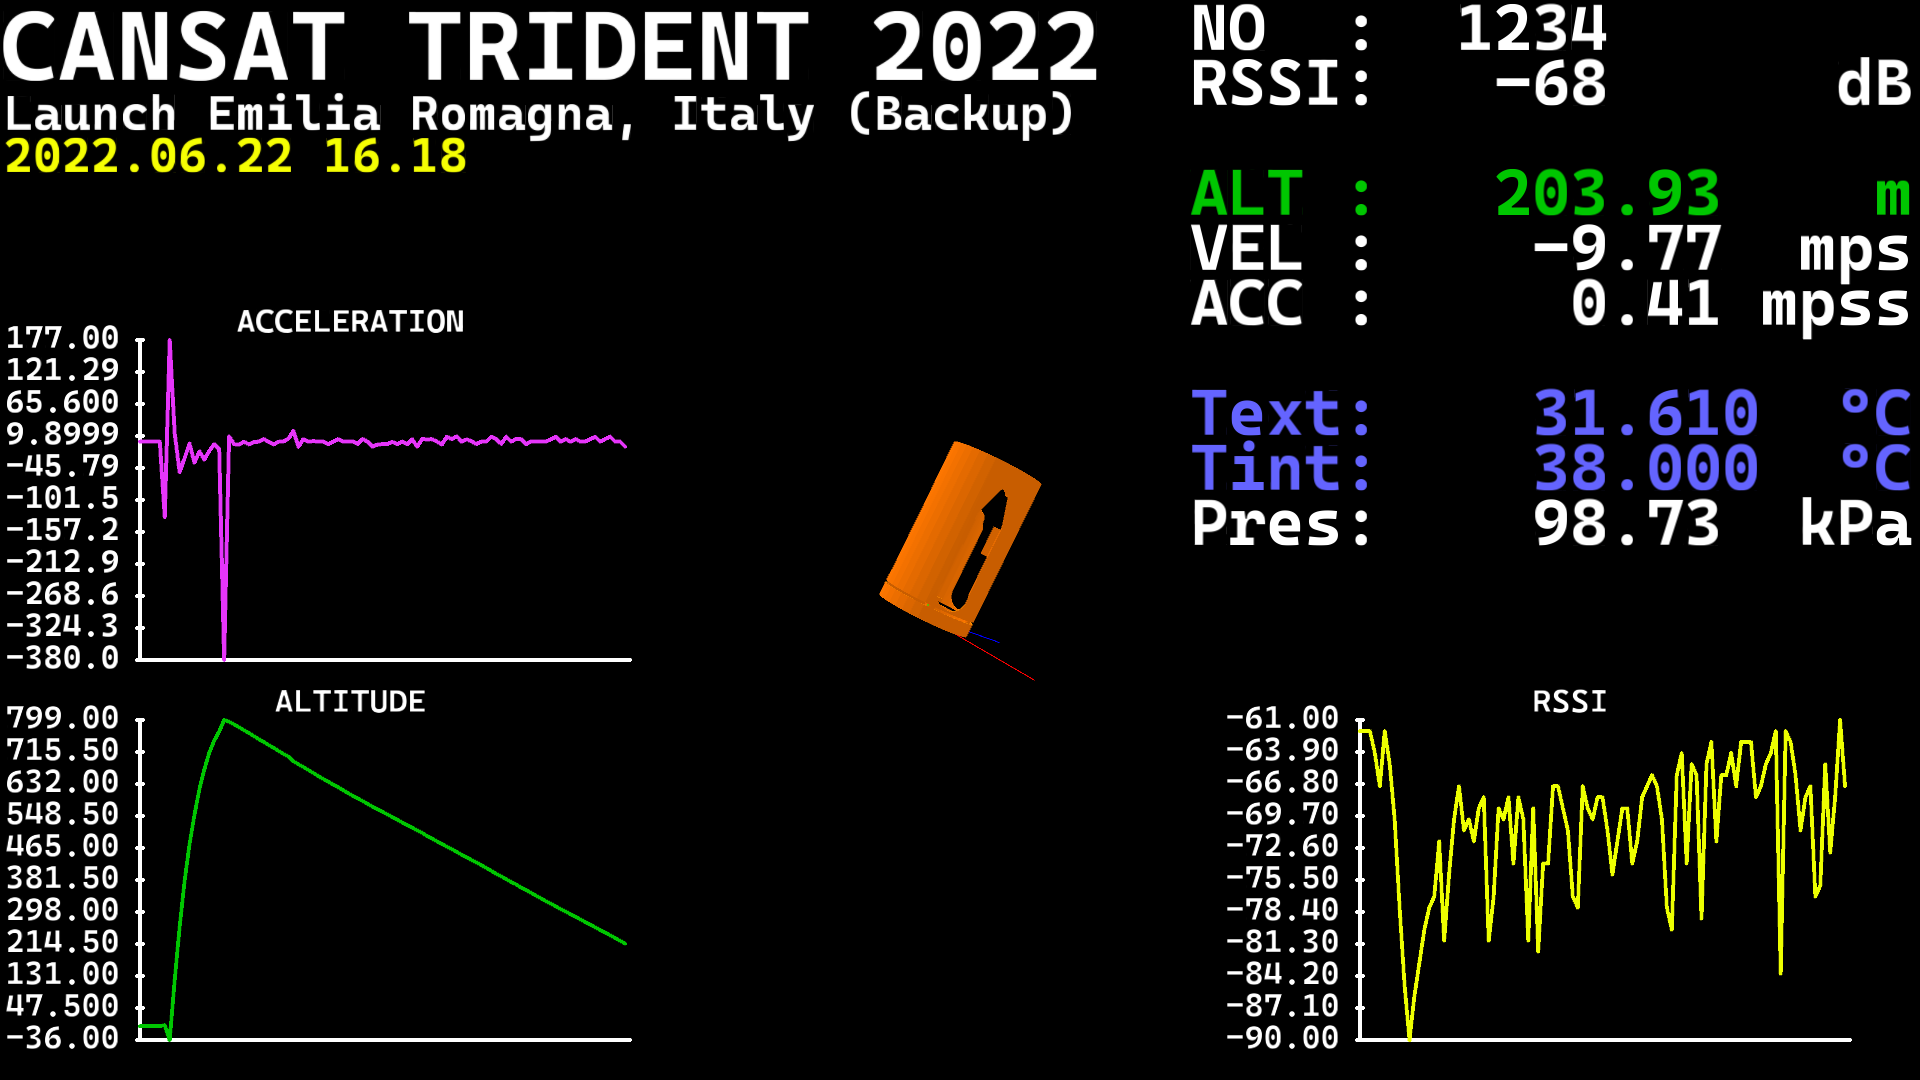 CANSAT TRIDENT 2022
Launch Emilia Romagna, Italy (Backup)
2022.06.22 16.18
NO : 1234
RSSI: -68 dB
ALT : 203.93 m
VEL : -9.77 mps
ACC : 0.41 mpss
Text: 31.610 °C
Tint: 38.000 °C
Pres: 98.73 kPa
ACCELERATION
177.00
121.29
65.600
9.8999
-45.79
-101.5
-157.2
-212.9
-268.6
-324.3
-380.0
ALTITUDE
799.00
715.50
632.00
548.50
465.00
381.50
298.00
214.50
131.00
47.500
-36.00
RSSI
-61.00
-63.90
-66.80
-69.70
-72.60
-75.50
-78.40
-81.30
-84.20
-87.10
-90.00